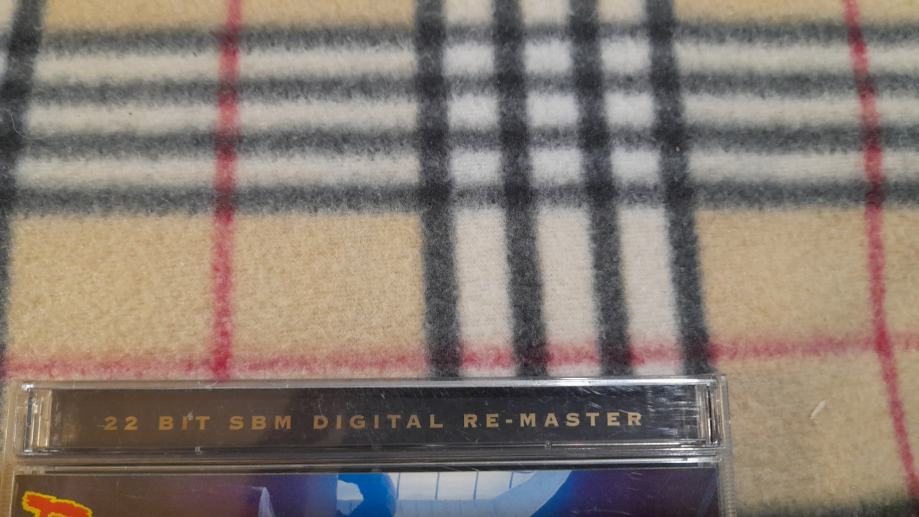 22 BIT SBM DIGITAL RE-MASTER